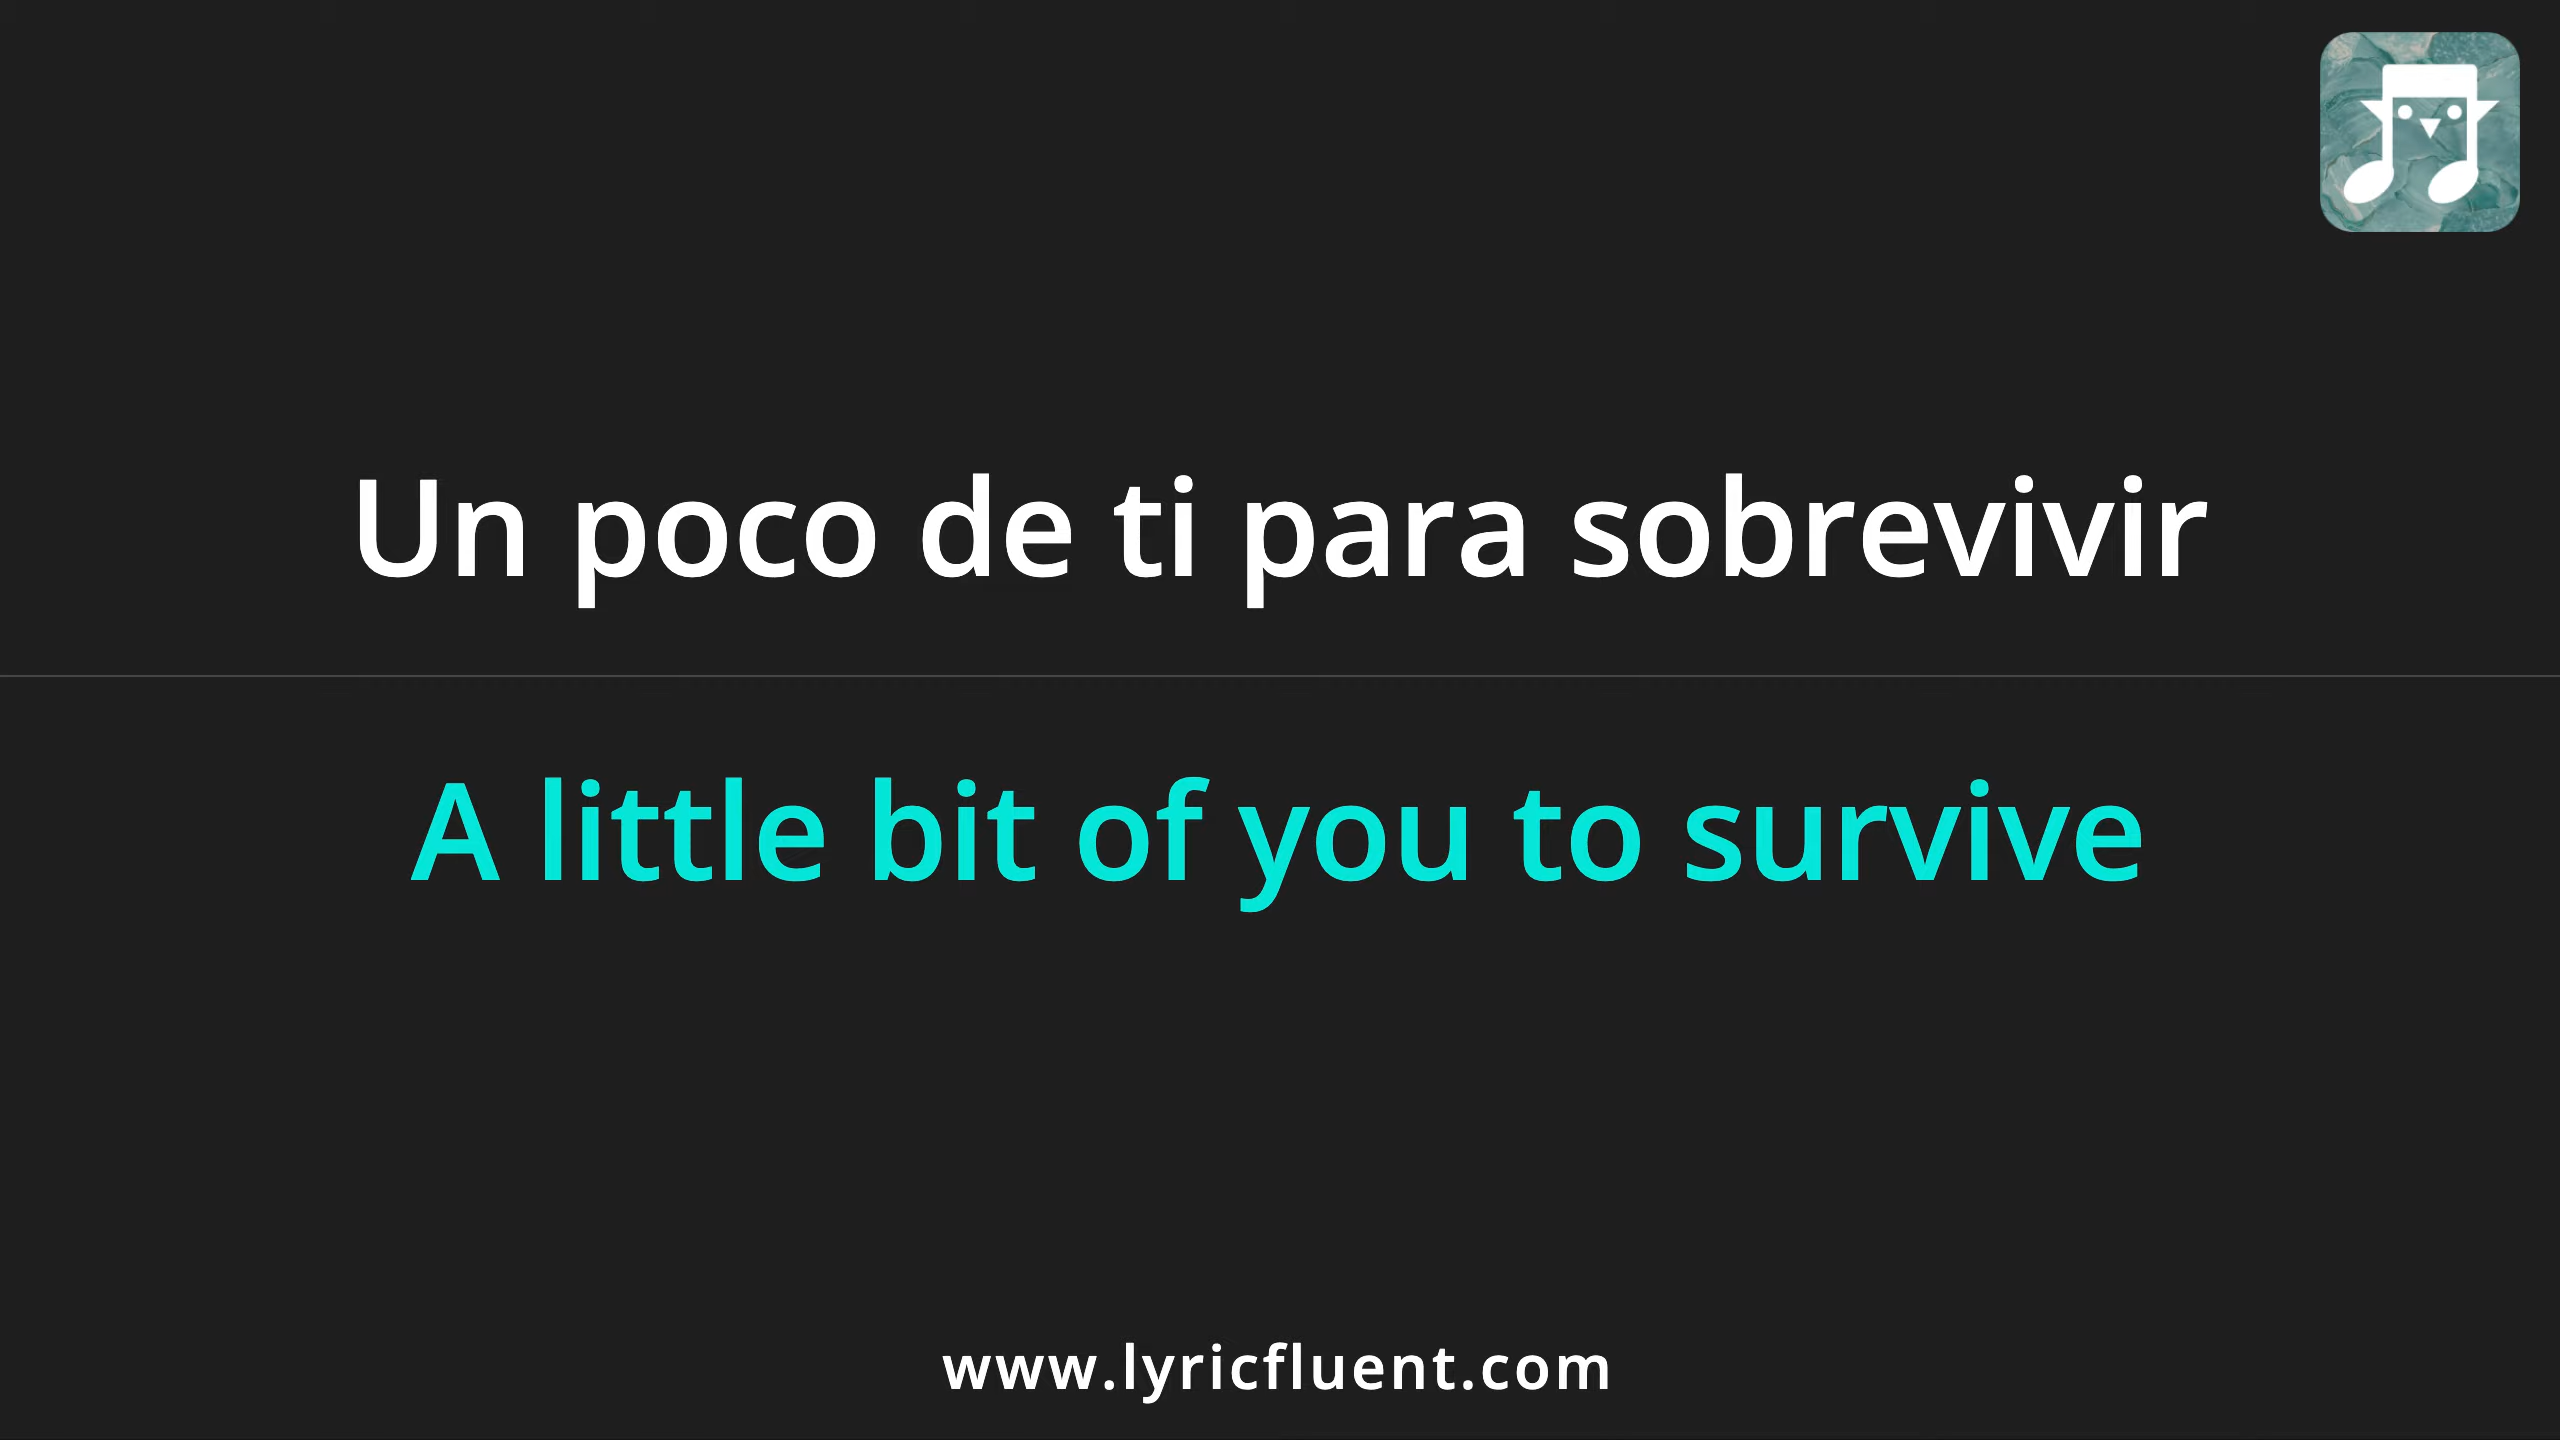 Un poco de ti para sobrevivir
A little bit of you to survive
www.lyricfluent.com